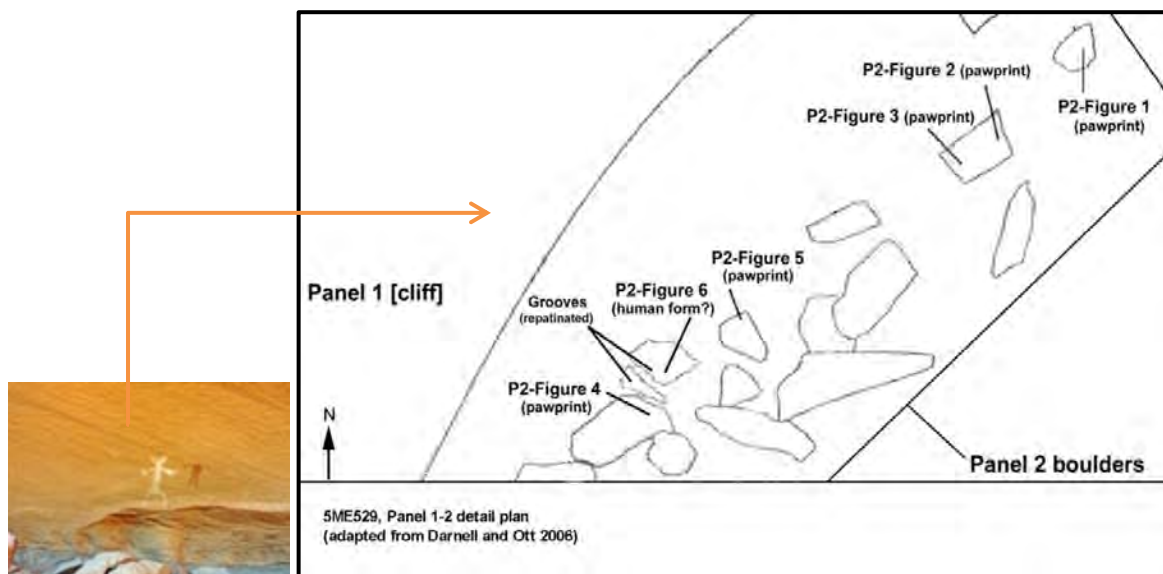 P2-Figure 2 (pawprint)
P2-Figure 3 (pawprint)
P2-Figure 1
(pawprint)
P2-Figure 5
(pawprint)
Panel 1 [cliff]
P2-Figure 6
(human form?)
Grooves
(repatinated)
P2-Figure 4
(pawprint)
N
Panel 2 boulders
5ME529, Panel 1-2 detail plan
(adapted from Darnell and Ott 2006)